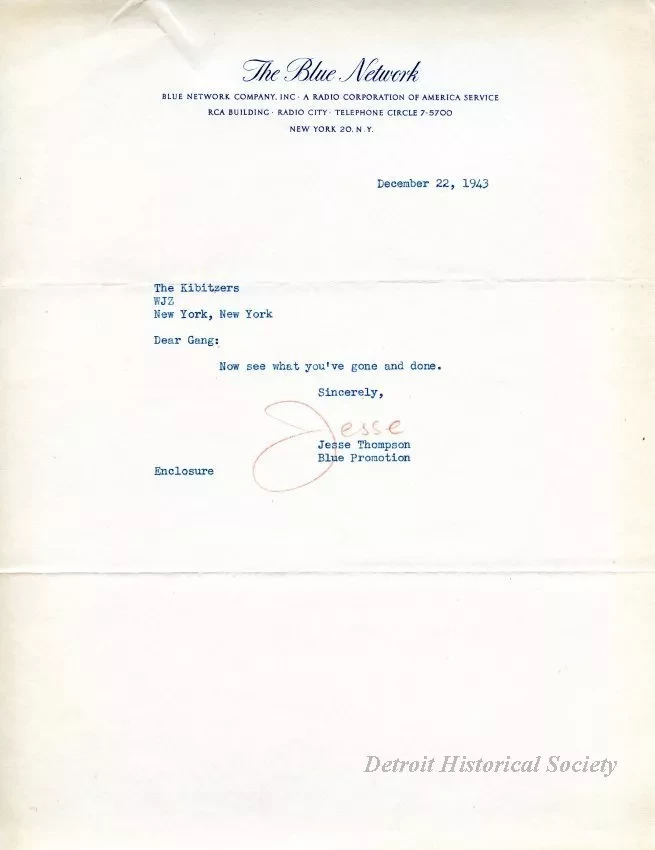 The Blue Network
BLUE NETWORK COMPANY, INC · A RADIO CORPORATION OF AMERICA SERVICE
RCA BUILDING · RADIO CITY · TELEPHONE CIRCLE 7-5700
NEW YORK 20, N.Y.
December 22, 1943
The Kibitzers
WJZ
New York, New York
Dear Gang:
Now see what you've gone and done.
Sincerely,
Jesse
Jesse Thompson
Blue Promotion
Enclosure
Detroit Historical Society